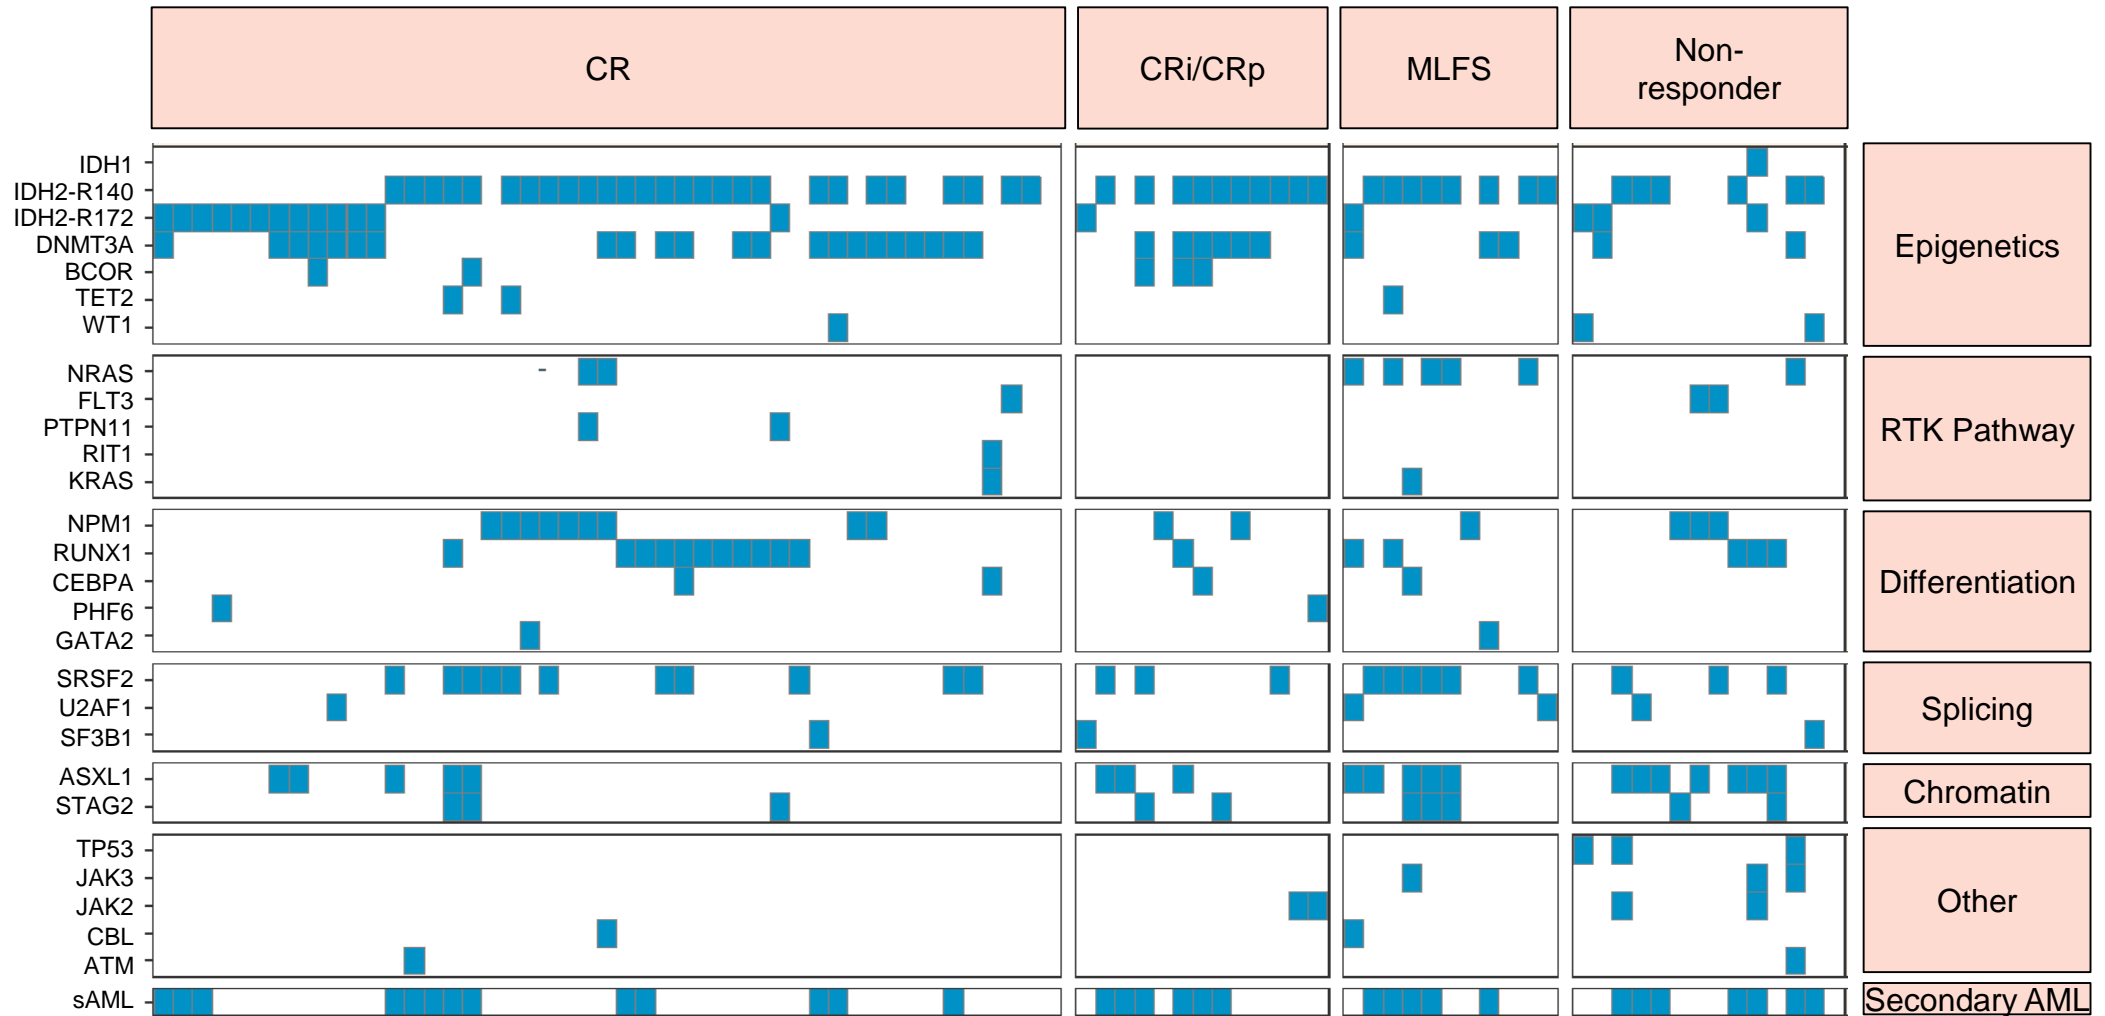 CR
CRi/CRp
MLFS
Non-
responder
IDH1
IDH2-R140
IDH2-R172
DNMT3A
BCOR
TET2
WT1
Epigenetics
NRAS
FLT3
PTPN11
RIT1
KRAS
RTK Pathway
NPM1
RUNX1
CEBPA
PHF6
GATA2
Differentiation
SRSF2
U2AF1
SF3B1
Splicing
ASXL1
STAG2
Chromatin
TP53
JAK3
JAK2
CBL
ATM
Other
sAML
Secondary AML